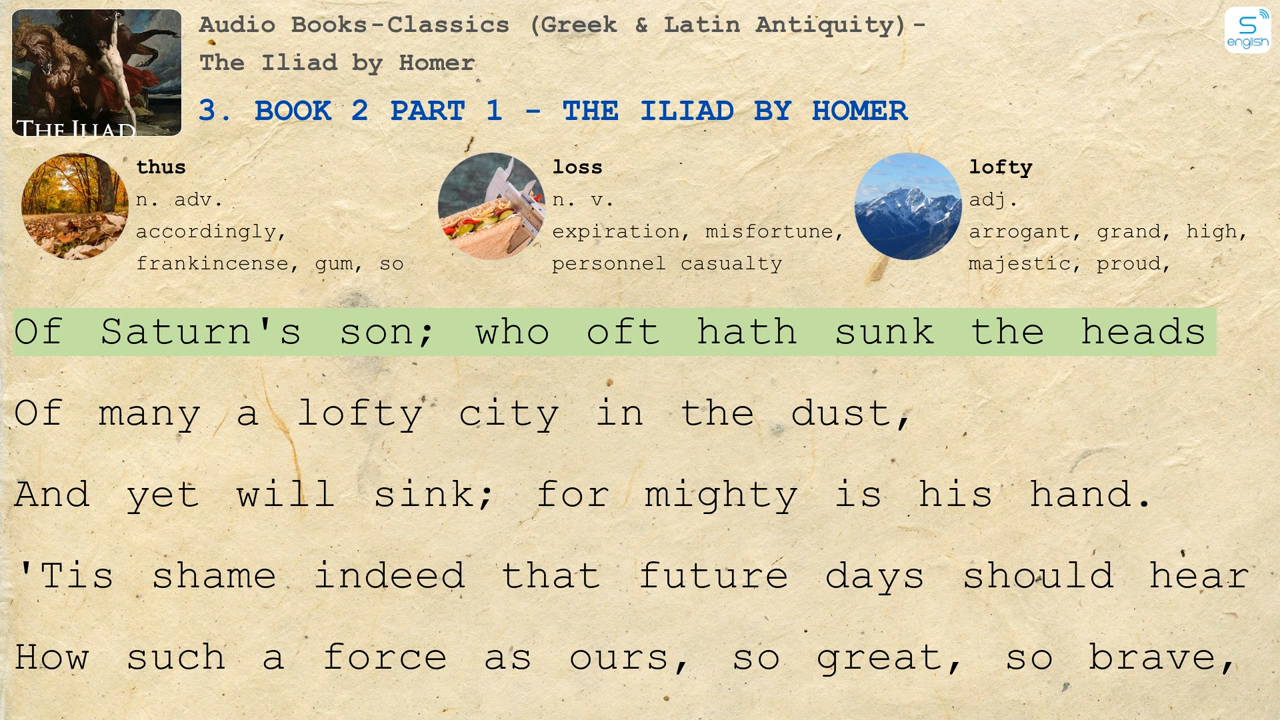 Audio Books-Classics (Greek & Latin Antiquity)-
The Iliad by Homer
3. BOOK 2 PART 1 - THE ILIAD BY HOMER
THE ILIAD
S
english
thus
n. adv.
accordingly,
frankincense, gum, so
loss
n. v.
expiration, misfortune,
personnel casualty
lofty
adj.
arrogant, grand, high,
majestic, proud,
Of Saturn's son; who oft hath sunk the heads
Of many a lofty city in the dust,
And yet will sink; for mighty is his hand.
'Tis shame indeed that future days should hear
How such a force as ours, so great, so brave,